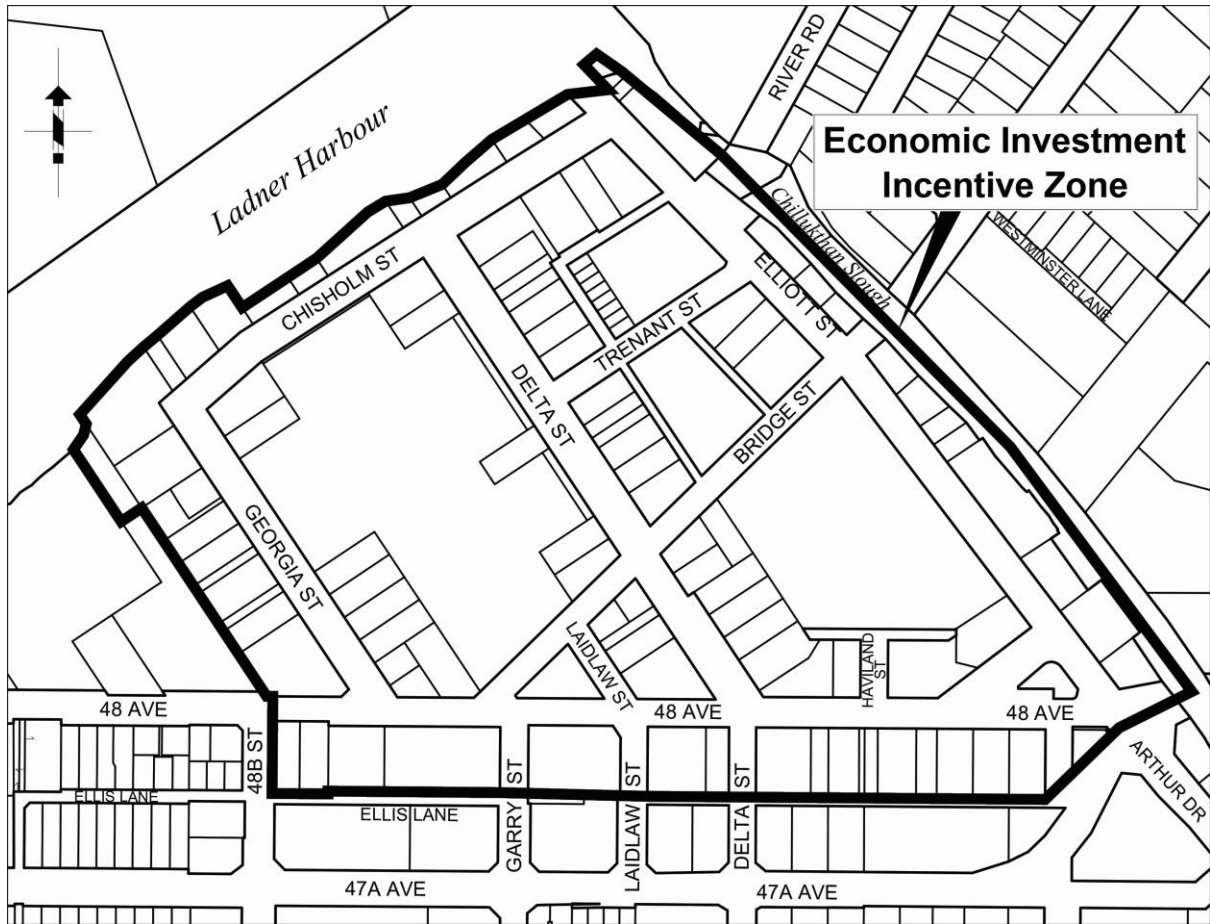 RIVER RD
Ladner Harbour
Economic Investment
Incentive Zone
Chillukthan Slough
WESTMINSTER LANE
CHISHOLM ST
ELLIOTT ST
TRENANT ST
DELTA ST
BRIDGE ST
GEORGIA ST
LAIDLAW ST
HAVILAND
ST
48 AVE
48 AVE
48 AVE
48B ST
ARTHUR DR
ELLIS LANE
ELLIS LANE
GARRY ST
LAIDLAW ST
DELTA ST
47A AVE
47A AVE